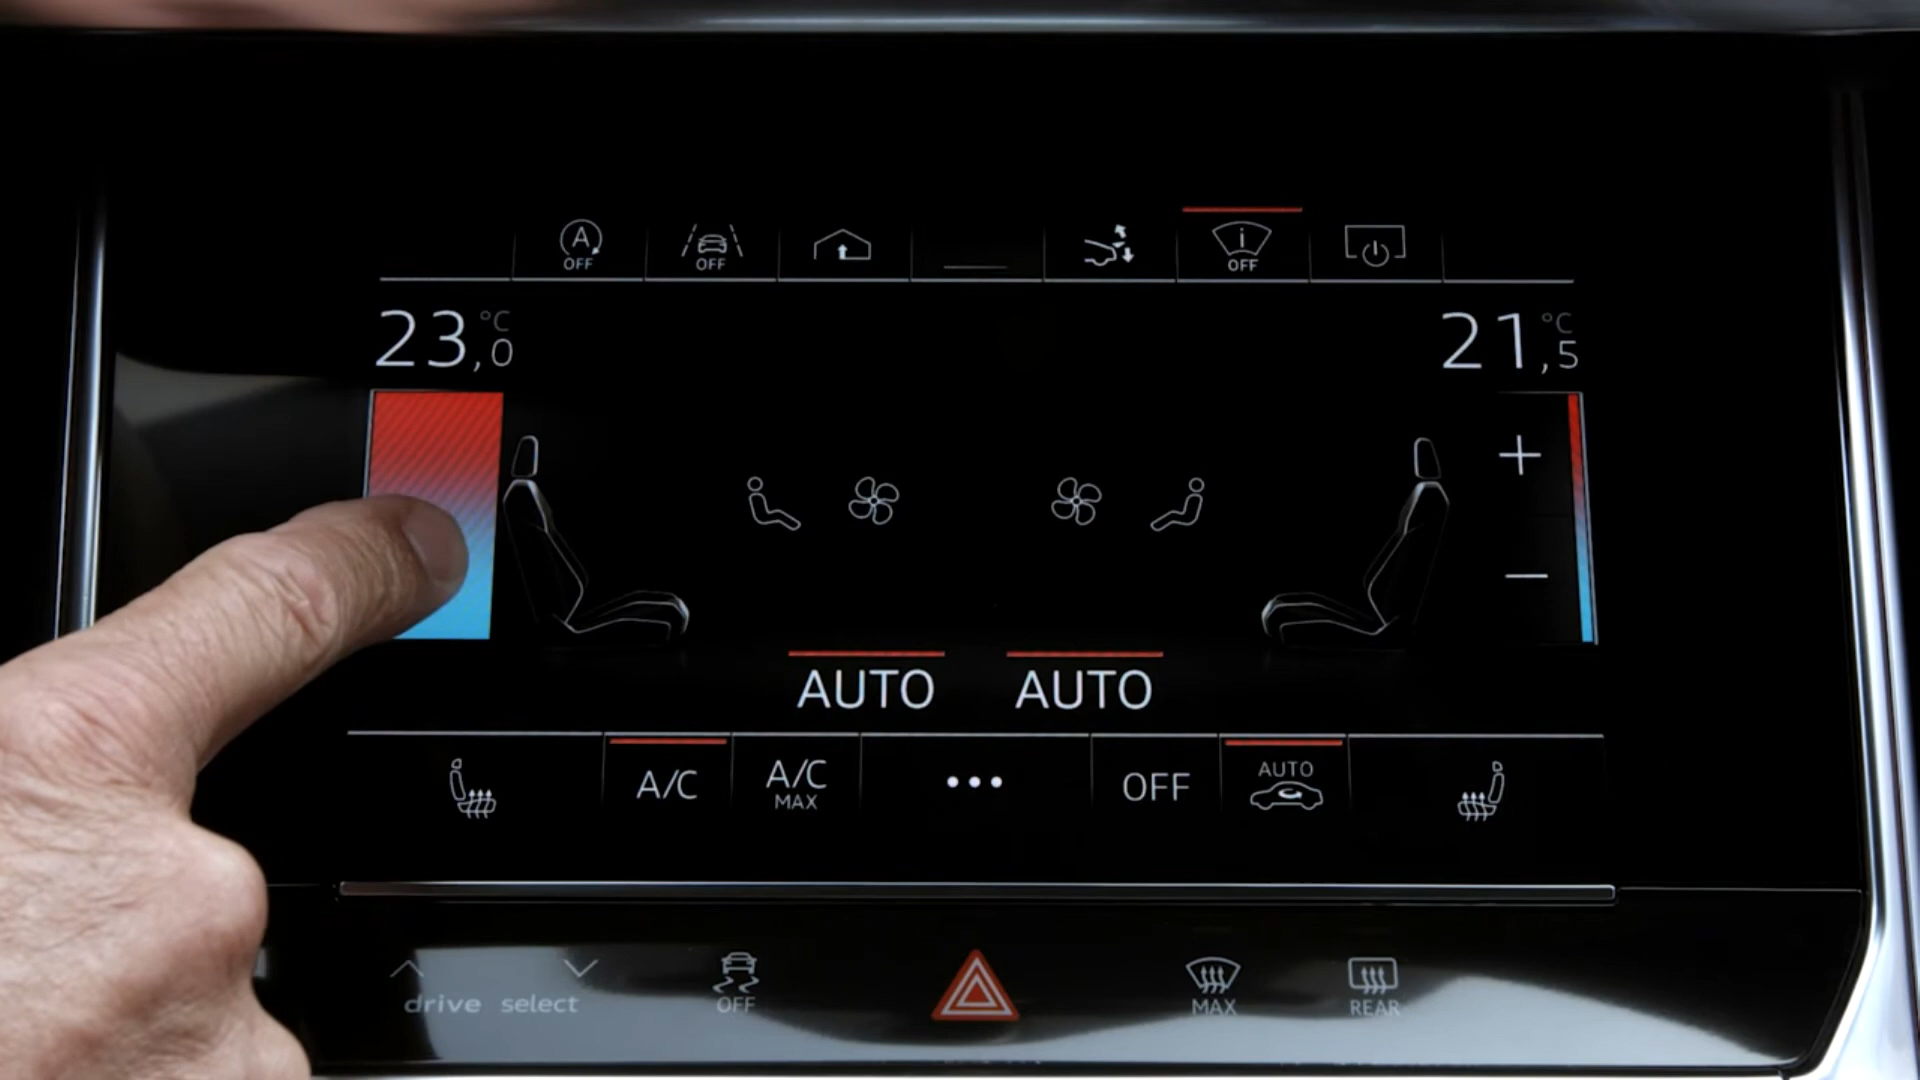 A OFF
OFF
i OFF
23,0 °C
21,5 °C
+
−
AUTO AUTO
A/C
A/C MAX
•••
OFF
AUTO
drive select
OFF
MAX
REAR